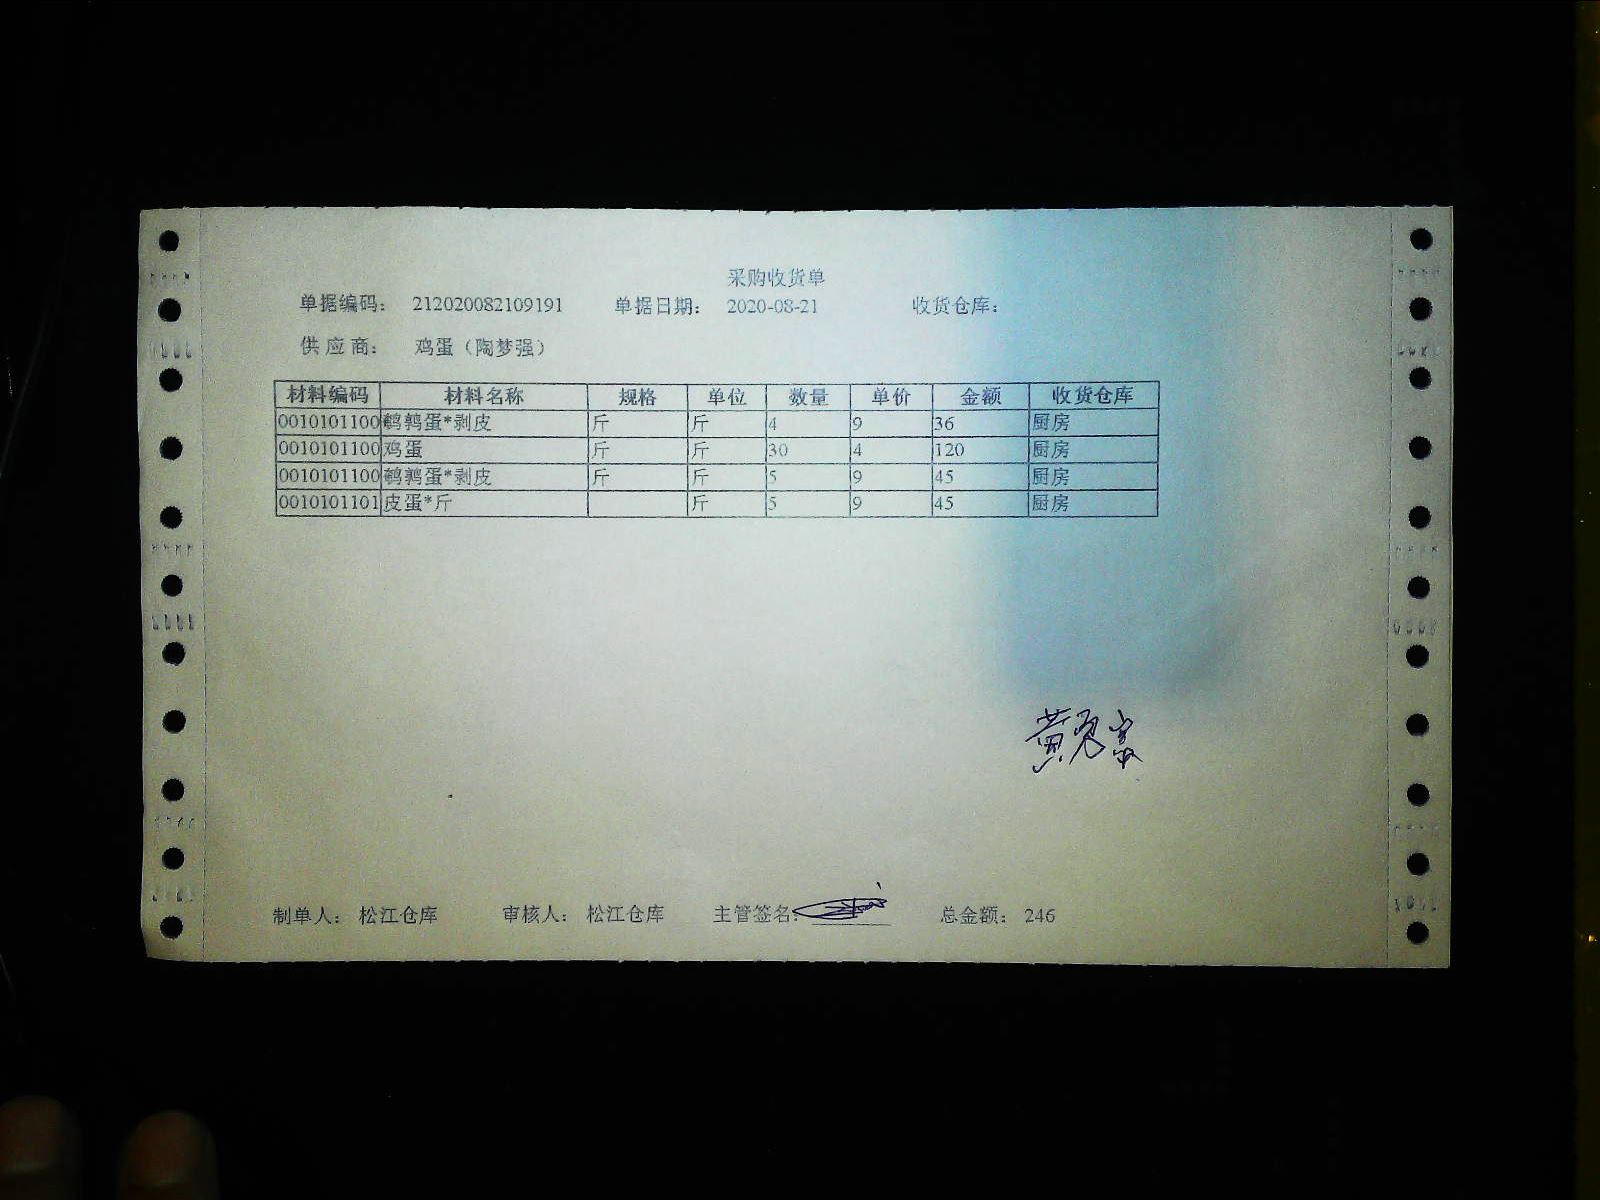 采购收货单
单据编码： 212020082109191 单据日期： 2020-08-21 收货仓库：
供 应 商： 鸡蛋（陶梦强）
材料编码 材料名称 规格 单位 数量 单价 金额 收货仓库
0010101100 鹌鹑蛋*剥皮 斤 斤 4 9 36 厨房
0010101100 鸡蛋 斤 斤 30 4 120 厨房
0010101100 鹌鹑蛋*剥皮 斤 斤 5 9 45 厨房
0010101101 皮蛋*斤 斤 5 9 45 厨房
制单人： 松江仓库 审核人： 松江仓库 主管签名： 总金额： 246